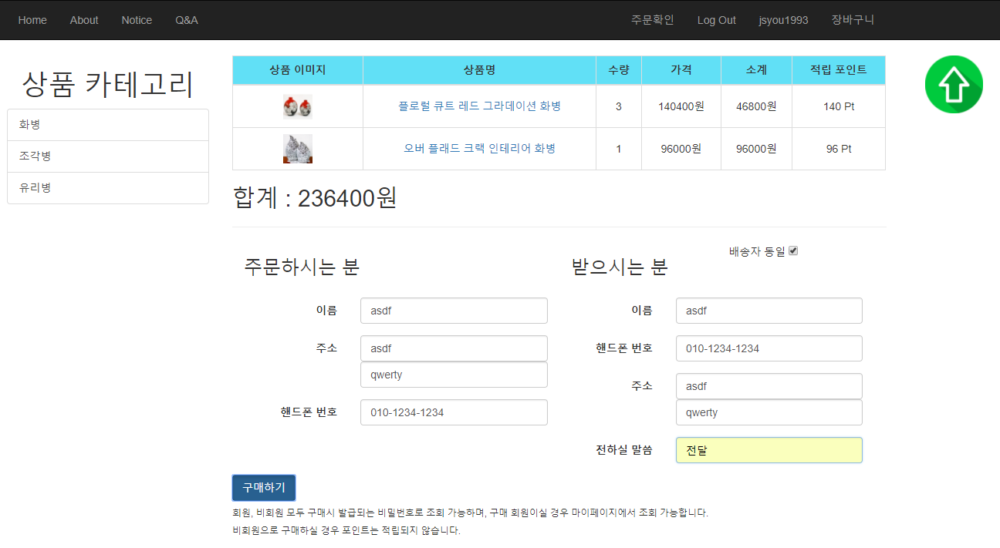 Home About Notice Q&A 주문확인 Log Out jsyou1993 장바구니
상품 카테고리
화병
조각병
유리병
상품 이미지 상품명 수량 가격 소계 적립 포인트
플로럴 큐트 레드 그라데이션 화병 3 140400원 46800원 140 Pt
오버 플래드 크랙 인테리어 화병 1 96000원 96000원 96 Pt
합계 : 236400원
주문하시는 분
이름 asdf
주소 asdf
qwerty
핸드폰 번호 010-1234-1234
받으시는 분 배송자 동일
이름 asdf
핸드폰 번호 010-1234-1234
주소 asdf
qwerty
전하실 말씀 전달
구매하기
회원, 비회원 모두 구매시 발급되는 비밀번호로 조회 가능하며, 구매 회원이실 경우 마이페이지에서 조회 가능합니다.
비회원으로 구매하실 경우 포인트는 적립되지 않습니다.